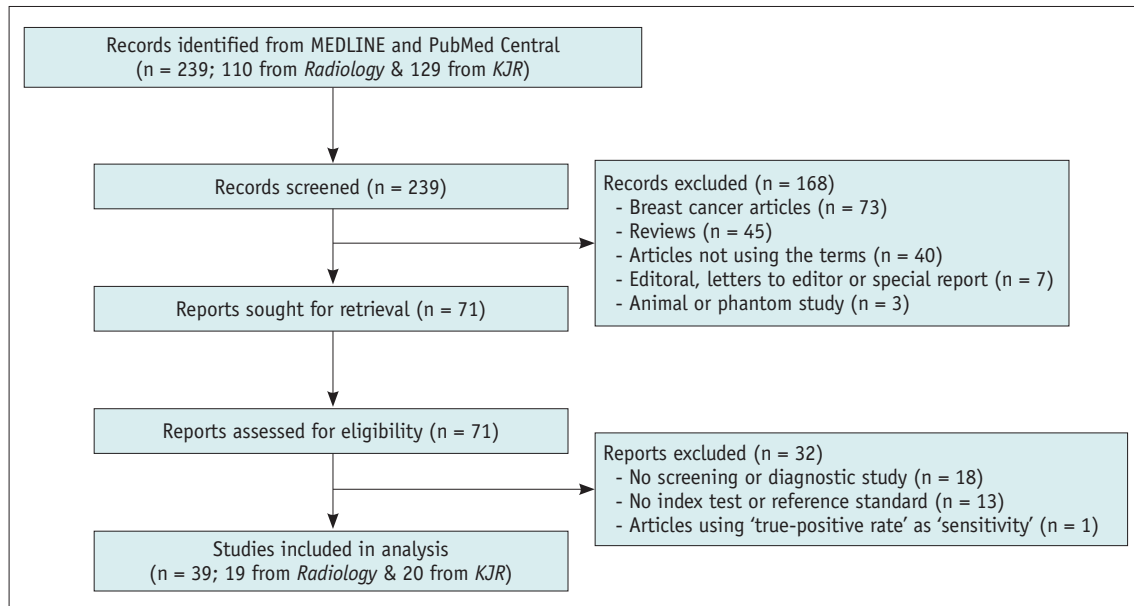 Records identified from MEDLINE and PubMed Central
(n = 239; 110 from Radiology & 129 from KJR)
Records screened (n = 239)
Records excluded (n = 168)
- Breast cancer articles (n = 73)
- Reviews (n = 45)
- Articles not using the terms (n = 40)
- Editoral, letters to editor or special report (n = 7)
- Animal or phantom study (n = 3)
Reports sought for retrieval (n = 71)
Reports assessed for eligibility (n = 71)
Reports excluded (n = 32)
- No screening or diagnostic study (n = 18)
- No index test or reference standard (n = 13)
- Articles using ‘true-positive rate’ as ‘sensitivity’ (n = 1)
Studies included in analysis
(n = 39; 19 from Radiology & 20 from KJR)